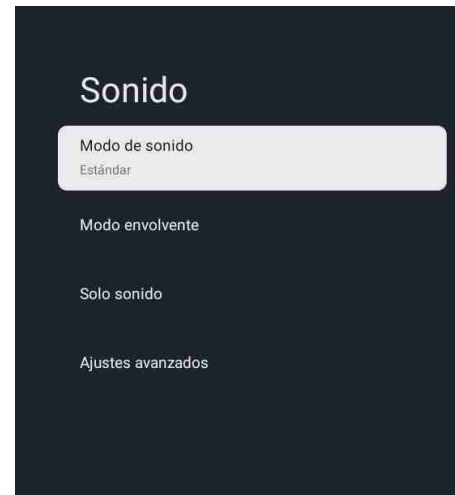 Sonido
Modo de sonido
Estándar
Modo envolvente
Solo sonido
Ajustes avanzados